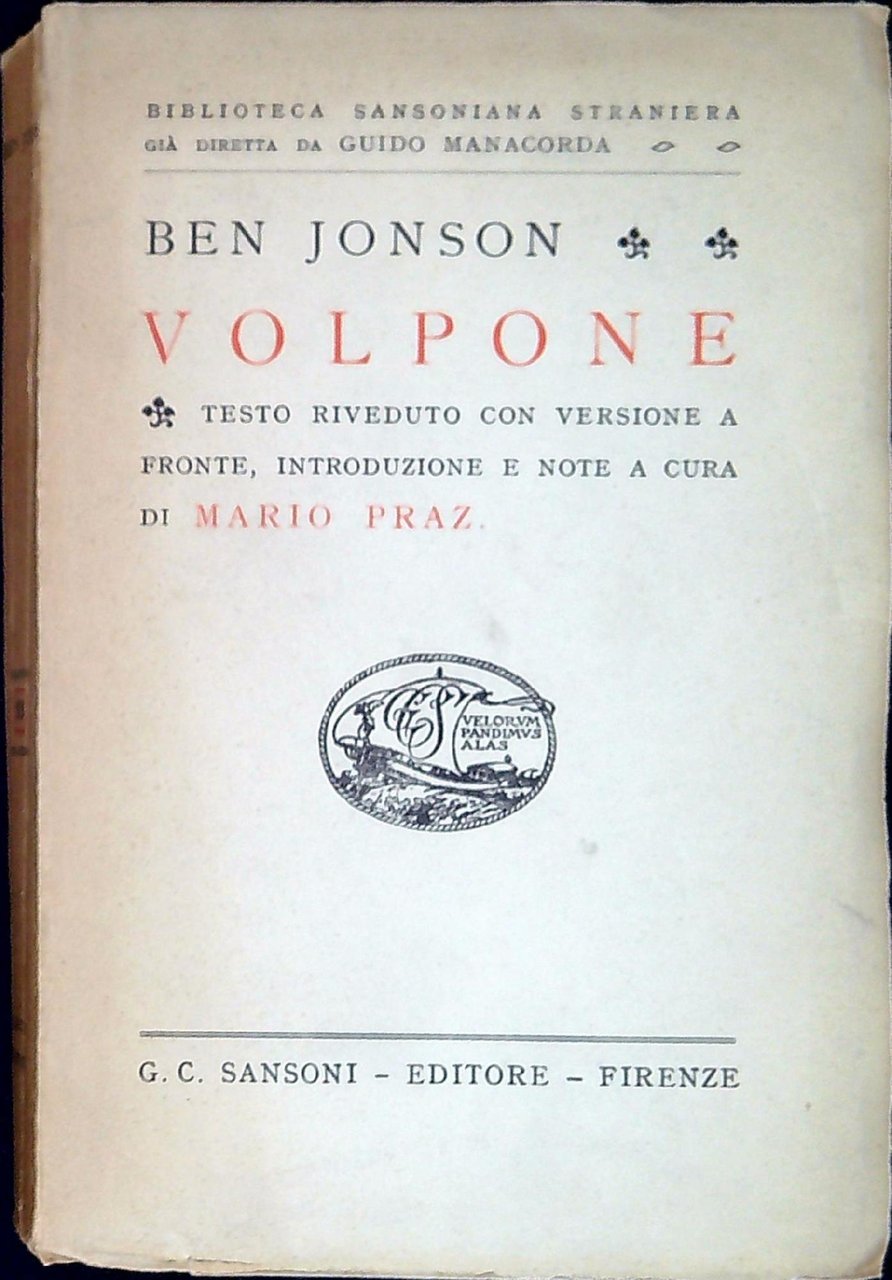 BIBLIOTECA SANSONIANA STRANIERA
GIÀ DIRETTA DA GUIDO MANACORDA
BEN JONSON
VOLPONE
TESTO RIVEDUTO CON VERSIONE A
FRONTE, INTRODUZIONE E NOTE A CURA
DI MARIO PRAZ.
GCS
VELORVM
PANDIMVS
ALAS
G. C. SANSONI – EDITORE – FIRENZE